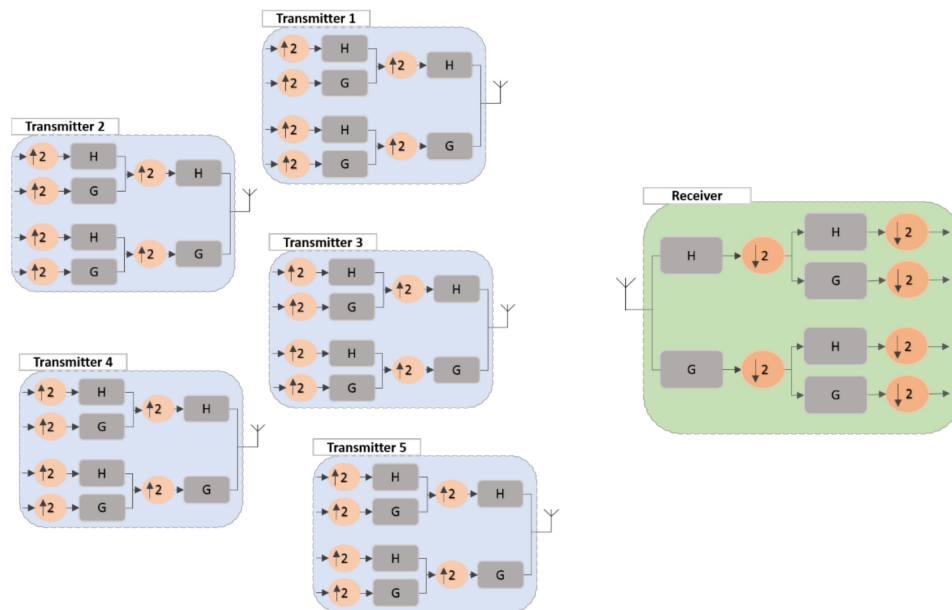 Transmitter 1
↑2 H
↑2 H
↑2 G
↑2 H
↑2 G
↑2 G
Transmitter 2
↑2 H
↑2 H
↑2 G
↑2 H
↑2 G
↑2 G
Transmitter 3
↑2 H
↑2 H
↑2 G
↑2 H
↑2 G
↑2 G
Transmitter 4
↑2 H
↑2 H
↑2 G
↑2 H
↑2 G
↑2 G
Transmitter 5
↑2 H
↑2 H
↑2 G
↑2 H
↑2 G
↑2 G
Receiver
H ↓2
H ↓2
G ↓2
G ↓2
H ↓2
G ↓2